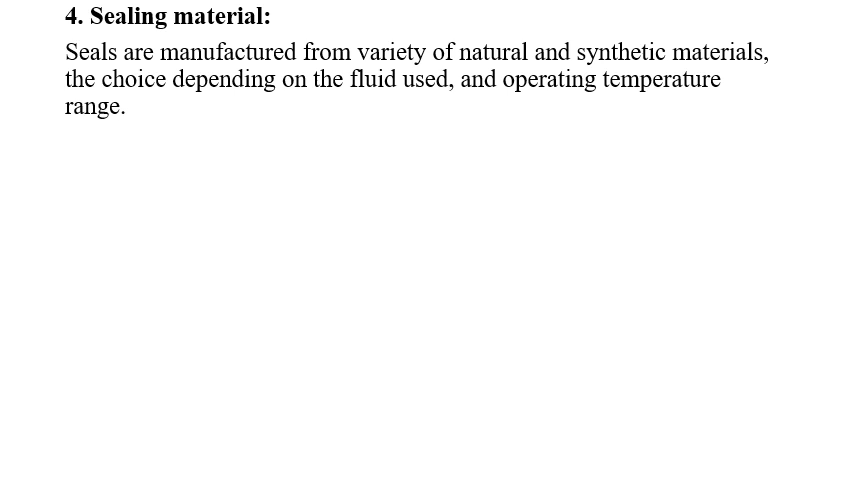 4. Sealing material:
Seals are manufactured from variety of natural and synthetic materials,
the choice depending on the fluid used, and operating temperature
range.